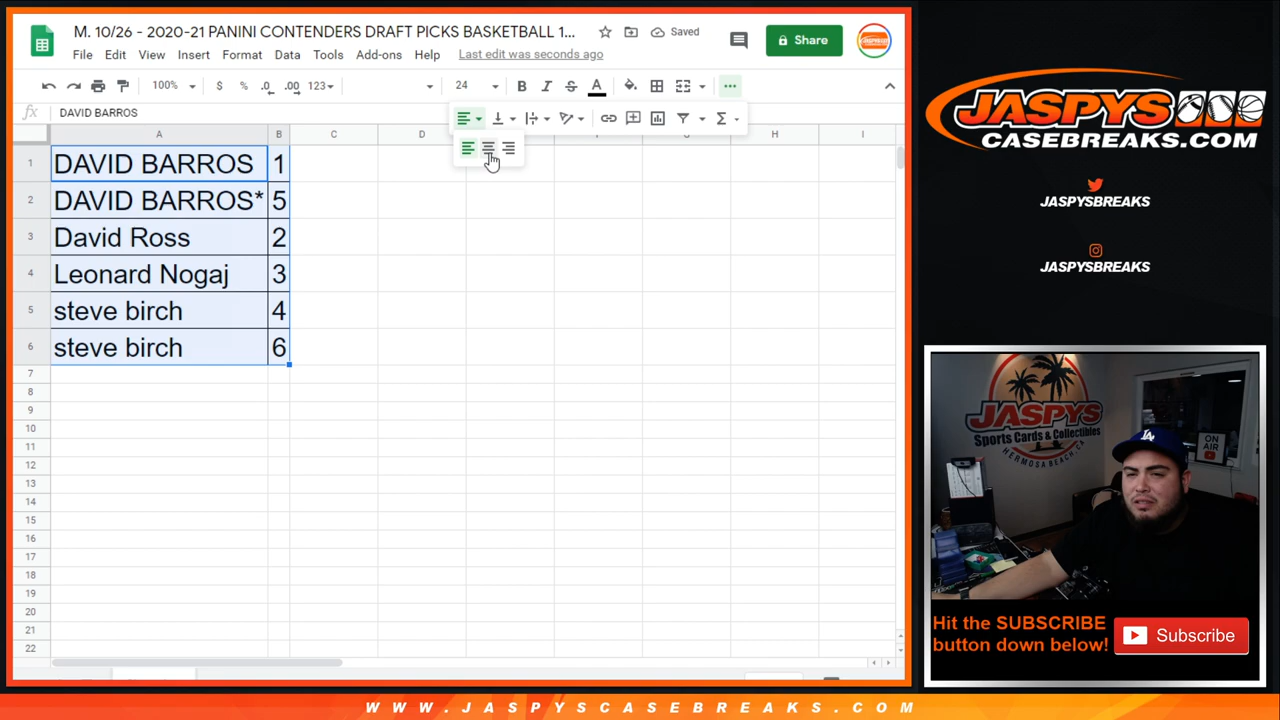 M. 10/26 - 2020-21 PANINI CONTENDERS DRAFT PICKS BASKETBALL 1...
Saved
Share
File Edit View Insert Format Data Tools Add-ons Help Last edit was seconds ago
100% $ % .0 .00 123 24 B I S A
fx DAVID BARROS
A B C D H I
1 DAVID BARROS 1
2 DAVID BARROS* 5
3 David Ross 2
4 Leonard Nogaj 3
5 steve birch 4
6 steve birch 6
7
8
9
10
11
12
13
14
15
16
17
18
19
20
21
22
JASPYS
CASEBREAKS.COM
JASPYSBREAKS
JASPYSBREAKS
JASPYS
Sports Cards & Collectibles
HERMOSA BEACH, CA
ON
AIR
LA
Hit the SUBSCRIBE
button down below!
Subscribe
WWW.JASPYSCASEBREAKS.COM